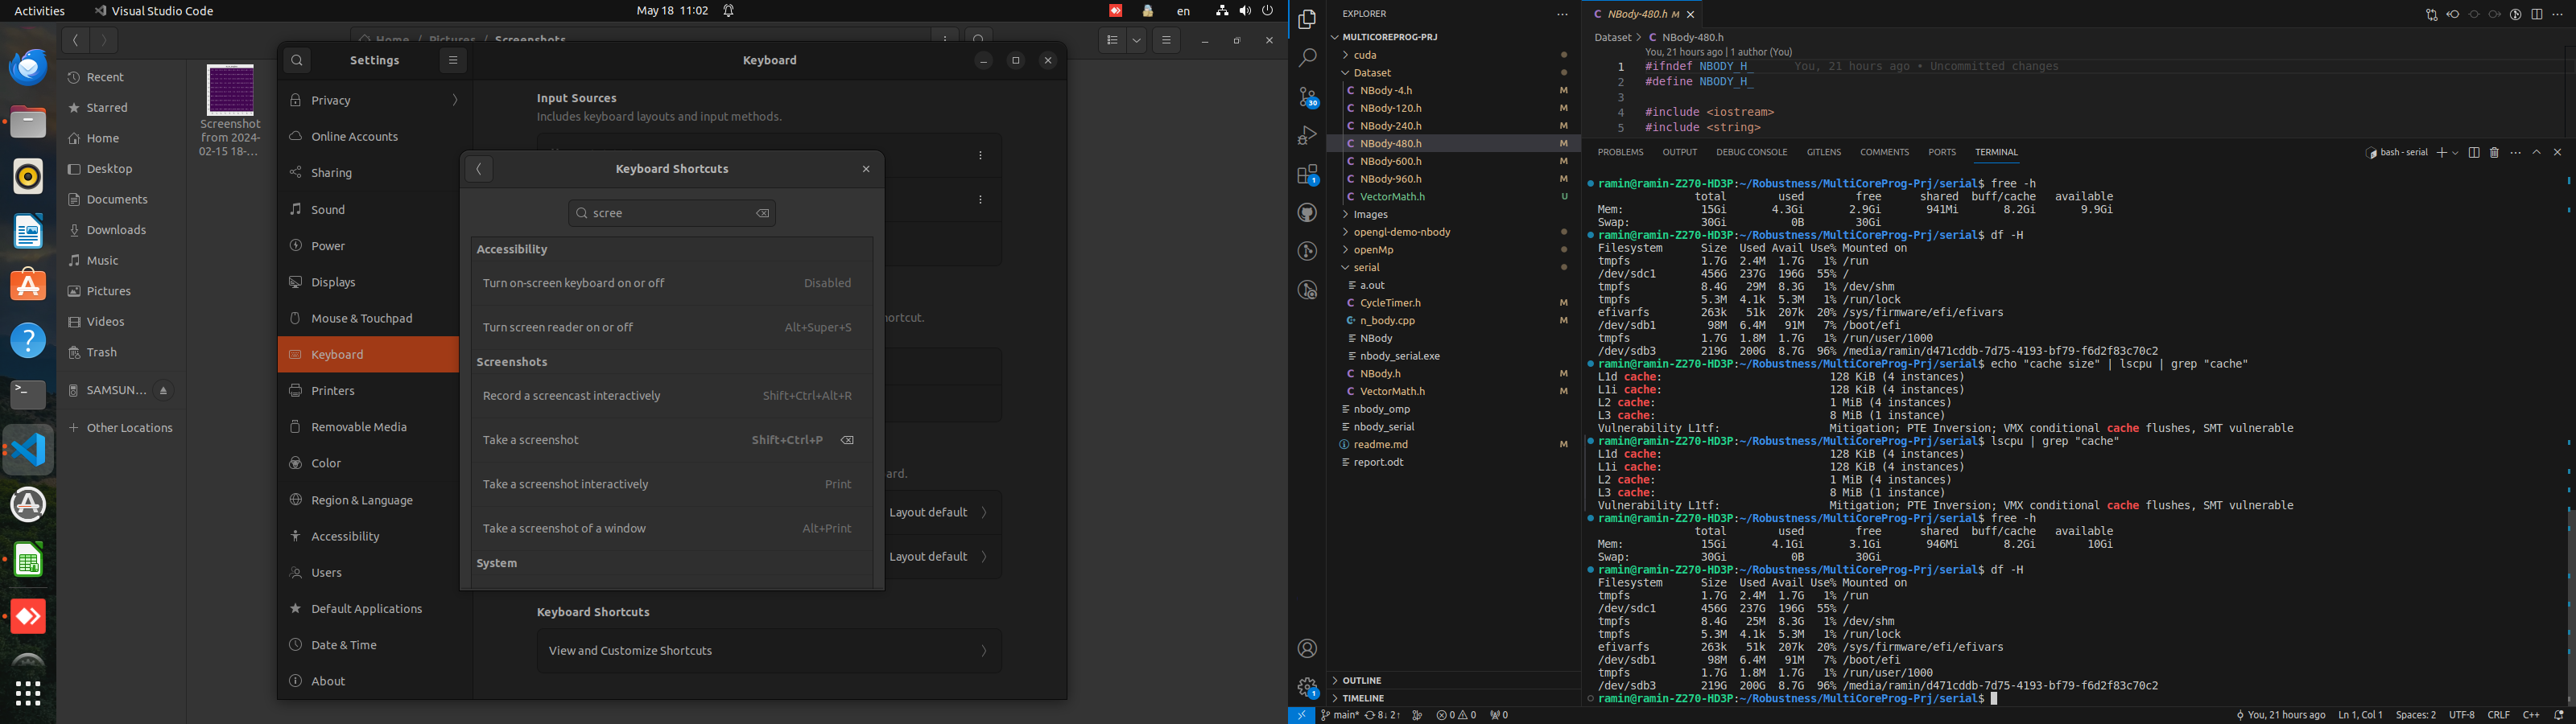 Activities
Visual Studio Code
May 18 11:02
en
Home / Pictures / Screenshots
Recent
Starred
Home
Desktop
Documents
Downloads
Music
Pictures
Videos
Trash
SAMSUN...
Other Locations
Screenshot
from 2024-
02-15 18-...
Settings
Privacy
Online Accounts
Sharing
Sound
Power
Displays
Mouse & Touchpad
Keyboard
Printers
Removable Media
Color
Region & Language
Accessibility
Users
Default Applications
Date & Time
About
Keyboard
Input Sources
Includes keyboard layouts and input methods.
Layout default
Layout default
Keyboard Shortcuts
View and Customize Shortcuts
Keyboard Shortcuts
scree
Accessibility
Turn on-screen keyboard on or off Disabled
Turn screen reader on or off Alt+Super+S
Screenshots
Record a screencast interactively Shift+Ctrl+Alt+R
Take a screenshot Shift+Ctrl+P
Take a screenshot interactively Print
Take a screenshot of a window Alt+Print
System
EXPLORER
MULTICOREPROG-PRJ
cuda
Dataset
NBody -4.h M
NBody-120.h M
NBody-240.h M
NBody-480.h M
NBody-600.h M
NBody-960.h M
VectorMath.h U
Images
opengl-demo-nbody
openMp
serial
a.out
CycleTimer.h M
n_body.cpp M
NBody
nbody_serial.exe
NBody.h M
VectorMath.h M
nbody_omp
nbody_serial
readme.md M
report.odt
OUTLINE
TIMELINE
30
1
1
NBody-480.h M
Dataset > NBody-480.h
You, 21 hours ago | 1 author (You)
1 #ifndef NBODY_H_ You, 21 hours ago • Uncommitted changes
2 #define NBODY_H_
3
4 #include <iostream>
5 #include <string>
PROBLEMS OUTPUT DEBUG CONSOLE GITLENS COMMENTS PORTS TERMINAL
bash - serial
ramin@ramin-Z270-HD3P:~/Robustness/MultiCoreProg-Prj/serial$ free -h
total used free shared buff/cache available
Mem: 15Gi 4.3Gi 2.9Gi 941Mi 8.2Gi 9.9Gi
Swap: 30Gi 0B 30Gi
ramin@ramin-Z270-HD3P:~/Robustness/MultiCoreProg-Prj/serial$ df -H
Filesystem Size Used Avail Use% Mounted on
tmpfs 1.7G 2.4M 1.7G 1% /run
/dev/sdc1 456G 237G 196G 55% /
tmpfs 8.4G 29M 8.3G 1% /dev/shm
tmpfs 5.3M 4.1k 5.3M 1% /run/lock
efivarfs 263k 51k 207k 20% /sys/firmware/efi/efivars
/dev/sdb1 98M 6.4M 91M 7% /boot/efi
tmpfs 1.7G 1.8M 1.7G 1% /run/user/1000
/dev/sdb3 219G 200G 8.7G 96% /media/ramin/d471cddb-7d75-4193-bf79-f6d2f83c70c2
ramin@ramin-Z270-HD3P:~/Robustness/MultiCoreProg-Prj/serial$ echo "cache size" | lscpu | grep "cache"
L1d cache: 128 KiB (4 instances)
L1i cache: 128 KiB (4 instances)
L2 cache: 1 MiB (4 instances)
L3 cache: 8 MiB (1 instance)
Vulnerability L1tf: Mitigation; PTE Inversion; VMX conditional cache flushes, SMT vulnerable
ramin@ramin-Z270-HD3P:~/Robustness/MultiCoreProg-Prj/serial$ lscpu | grep "cache"
L1d cache: 128 KiB (4 instances)
L1i cache: 128 KiB (4 instances)
L2 cache: 1 MiB (4 instances)
L3 cache: 8 MiB (1 instance)
Vulnerability L1tf: Mitigation; PTE Inversion; VMX conditional cache flushes, SMT vulnerable
ramin@ramin-Z270-HD3P:~/Robustness/MultiCoreProg-Prj/serial$ free -h
total used free shared buff/cache available
Mem: 15Gi 4.1Gi 3.1Gi 946Mi 8.2Gi 10Gi
Swap: 30Gi 0B 30Gi
ramin@ramin-Z270-HD3P:~/Robustness/MultiCoreProg-Prj/serial$ df -H
Filesystem Size Used Avail Use% Mounted on
tmpfs 1.7G 2.4M 1.7G 1% /run
/dev/sdc1 456G 237G 196G 55% /
tmpfs 8.4G 25M 8.3G 1% /dev/shm
tmpfs 5.3M 4.1k 5.3M 1% /run/lock
efivarfs 263k 51k 207k 20% /sys/firmware/efi/efivars
/dev/sdb1 98M 6.4M 91M 7% /boot/efi
tmpfs 1.7G 1.8M 1.7G 1% /run/user/1000
/dev/sdb3 219G 200G 8.7G 96% /media/ramin/d471cddb-7d75-4193-bf79-f6d2f83c70c2
ramin@ramin-Z270-HD3P:~/Robustness/MultiCoreProg-Prj/serial$
main* 8↓ 2↑ 0 0 0
You, 21 hours ago Ln 1, Col 1 Spaces: 2 UTF-8 CRLF C++